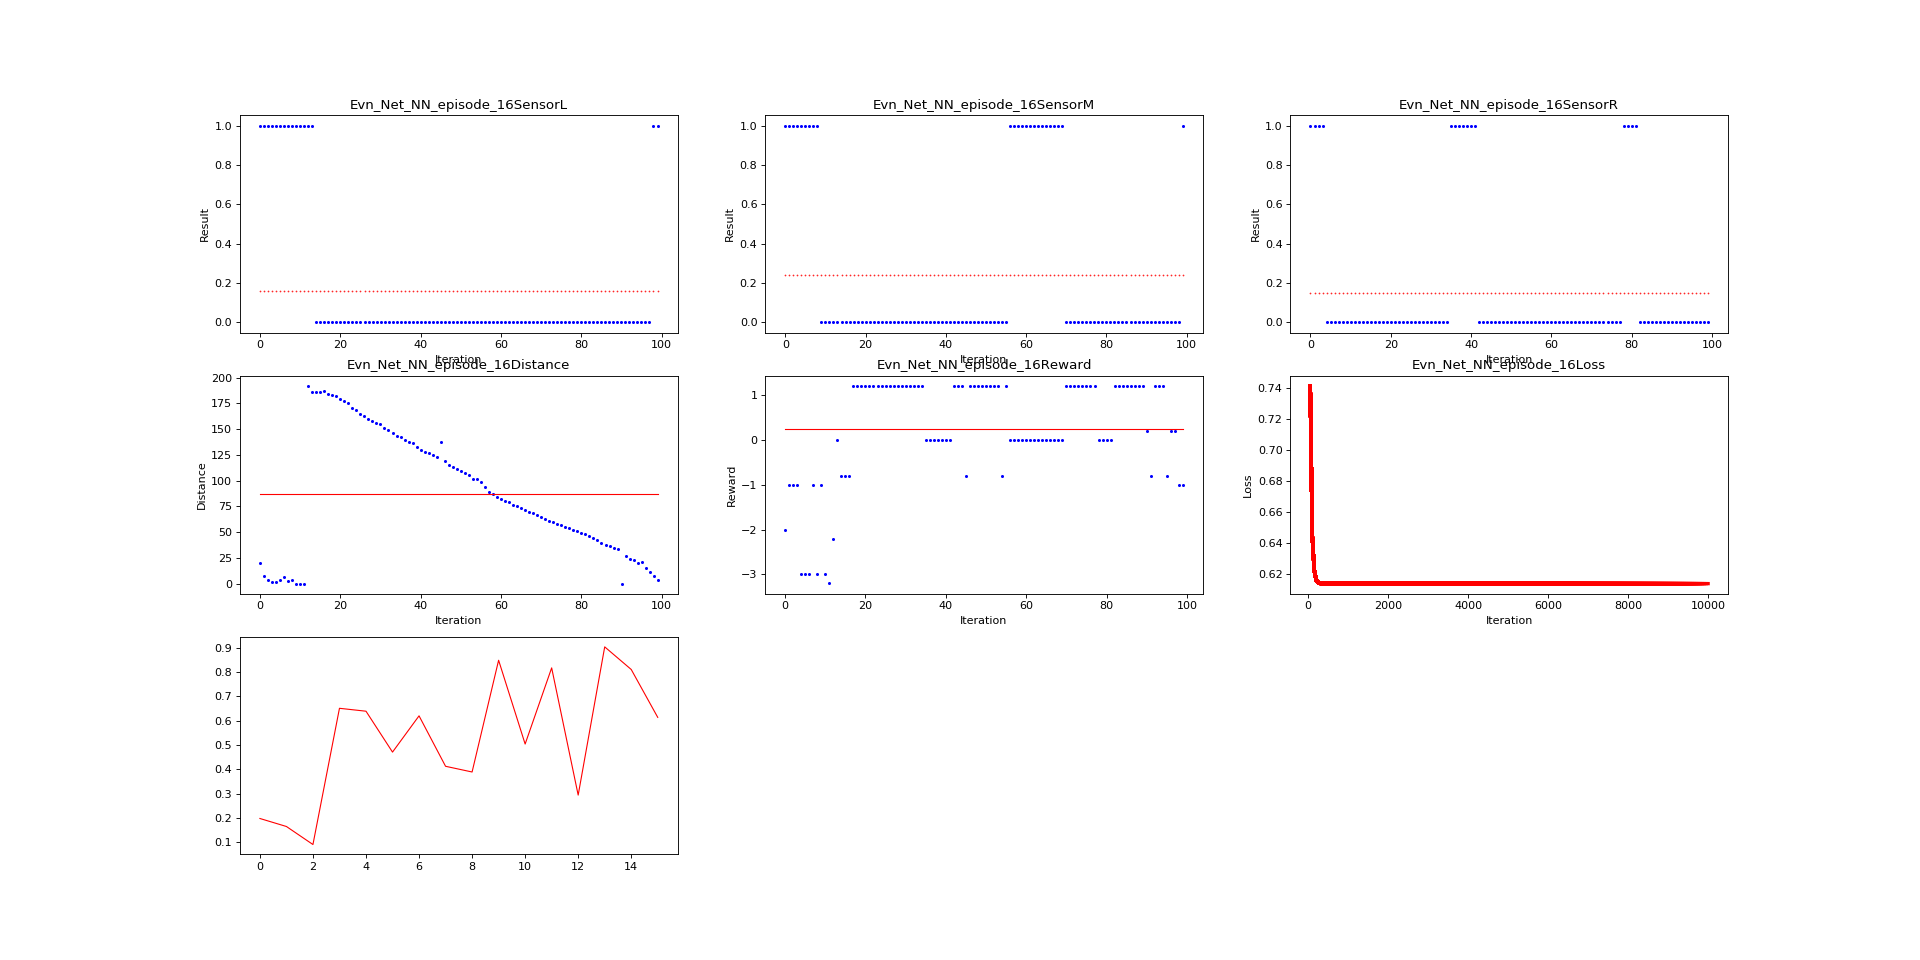 Evn_Net_NN_episode_16SensorL
Result
1.0
0.8
0.6
0.4
0.2
0.0
0 20 40 60 80 100
Iteration
Evn_Net_NN_episode_16SensorM
Result
1.0
0.8
0.6
0.4
0.2
0.0
0 20 40 60 80 100
Iteration
Evn_Net_NN_episode_16SensorR
Result
1.0
0.8
0.6
0.4
0.2
0.0
0 20 40 60 80 100
Iteration
Evn_Net_NN_episode_16Distance
Distance
200
175
150
125
100
75
50
25
0
0 20 40 60 80 100
Iteration
Evn_Net_NN_episode_16Reward
Reward
1
0
−1
−2
−3
0 20 40 60 80 100
Iteration
Evn_Net_NN_episode_16Loss
Loss
0.74
0.72
0.70
0.68
0.66
0.64
0.62
0 2000 4000 6000 8000 10000
Iteration
0.9
0.8
0.7
0.6
0.5
0.4
0.3
0.2
0.1
0 2 4 6 8 10 12 14